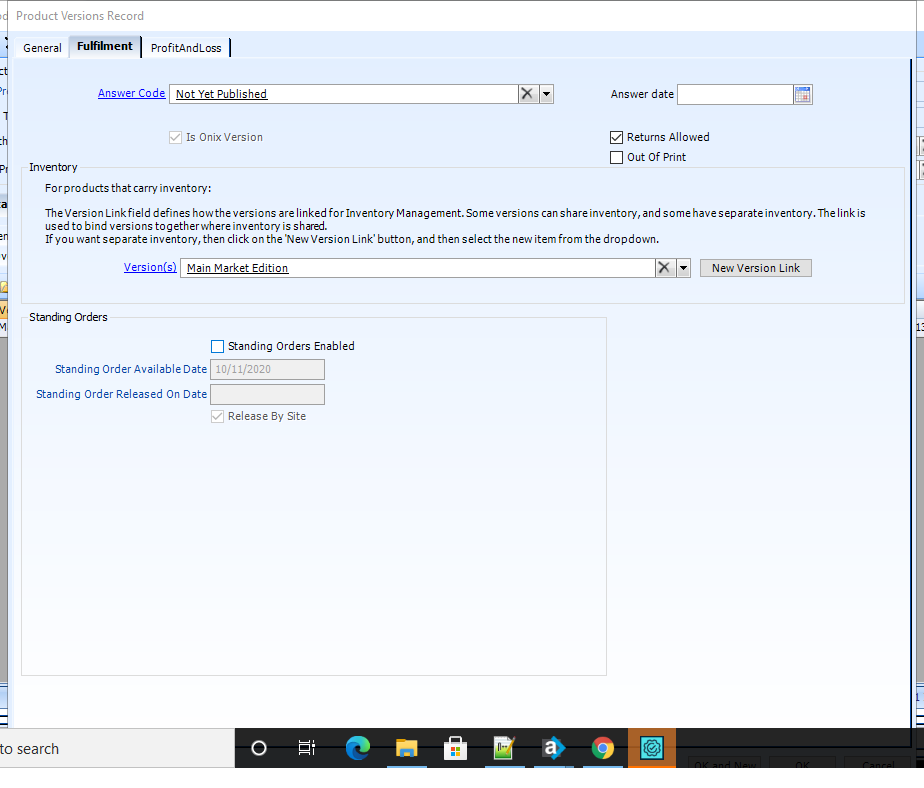 Product Versions Record
General Fulfilment ProfitAndLoss
Answer Code Not Yet Published Answer date
Is Onix Version Returns Allowed
Out Of Print
Inventory
For products that carry inventory:
The Version Link field defines how the versions are linked for Inventory Management. Some versions can share inventory, and some have separate inventory. The link is
used to bind versions together where inventory is shared.
If you want separate inventory, then click on the 'New Version Link' button, and then select the new item from the dropdown.
Version(s) Main Market Edition New Version Link
Standing Orders
Standing Orders Enabled
Standing Order Available Date 10/11/2020
Standing Order Released On Date
Release By Site
to search
OK and New OK Cancel